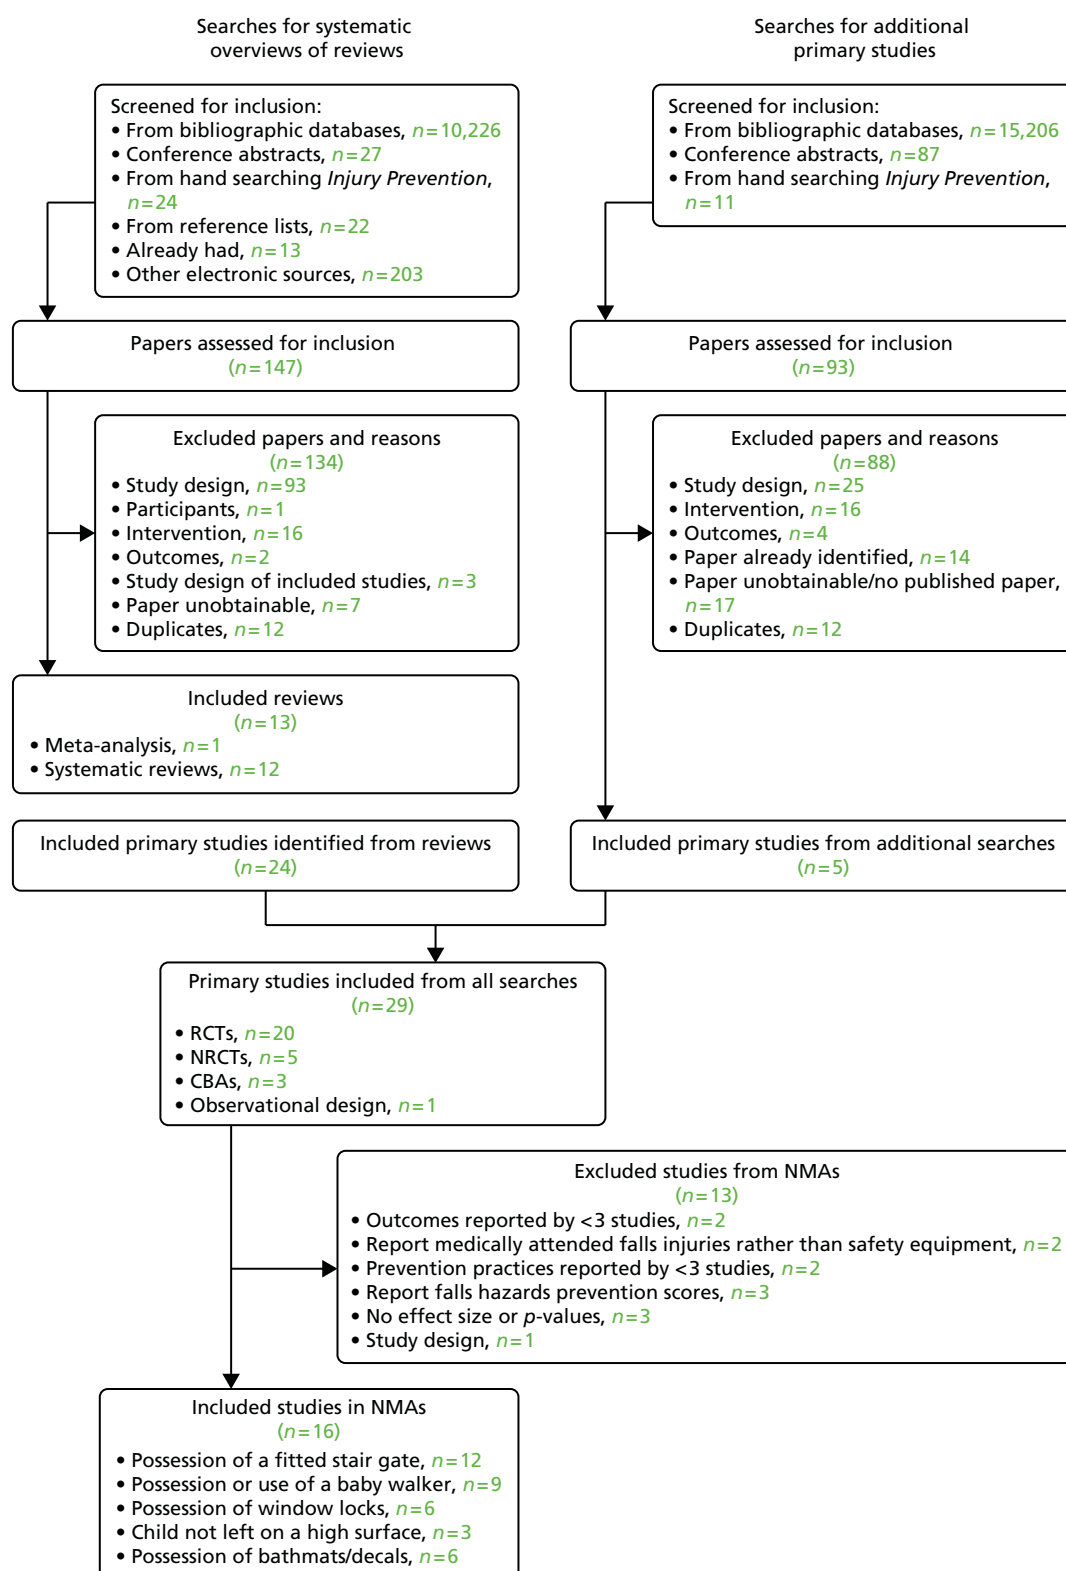 Searches for systematic
overviews of reviews
Screened for inclusion:
• From bibliographic databases, n=10,226
• Conference abstracts, n=27
• From hand searching Injury Prevention,
n=24
• From reference lists, n=22
• Already had, n=13
• Other electronic sources, n=203
Papers assessed for inclusion
(n=147)
Excluded papers and reasons
(n=134)
• Study design, n=93
• Participants, n=1
• Intervention, n=16
• Outcomes, n=2
• Study design of included studies, n=3
• Paper unobtainable, n=7
• Duplicates, n=12
Included reviews
(n=13)
• Meta-analysis, n=1
• Systematic reviews, n=12
Included primary studies identified from reviews
(n=24)
Searches for additional
primary studies
Screened for inclusion:
• From bibliographic databases, n=15,206
• Conference abstracts, n=87
• From hand searching Injury Prevention,
n=11
Papers assessed for inclusion
(n=93)
Excluded papers and reasons
(n=88)
• Study design, n=25
• Intervention, n=16
• Outcomes, n=4
• Paper already identified, n=14
• Paper unobtainable/no published paper,
n=17
• Duplicates, n=12
Included primary studies from additional searches
(n=5)
Primary studies included from all searches
(n=29)
• RCTs, n=20
• NRCTs, n=5
• CBAs, n=3
• Observational design, n=1
Excluded studies from NMAs
(n=13)
• Outcomes reported by <3 studies, n=2
• Report medically attended falls injuries rather than safety equipment, n=2
• Prevention practices reported by <3 studies, n=2
• Report falls hazards prevention scores, n=3
• No effect size or p-values, n=3
• Study design, n=1
Included studies in NMAs
(n=16)
• Possession of a fitted stair gate, n=12
• Possession or use of a baby walker, n=9
• Possession of window locks, n=6
• Child not left on a high surface, n=3
• Possession of bathmats/decals, n=6